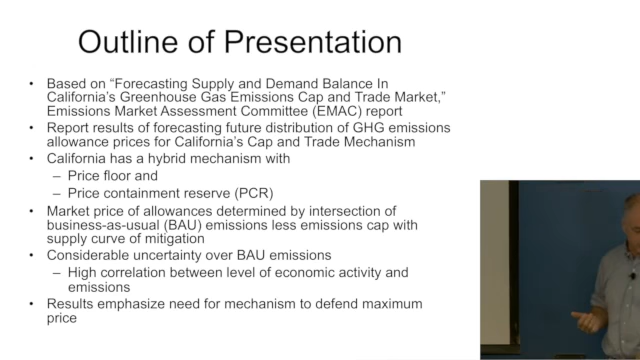 Outline of Presentation
• Based on “Forecasting Supply and Demand Balance In
California’s Greenhouse Gas Emissions Cap and Trade Market,”
Emissions Market Assessment Committee (EMAC) report
• Report results of forecasting future distribution of GHG emissions
allowance prices for California’s Cap and Trade Mechanism
• California has a hybrid mechanism with
– Price floor and
– Price containment reserve (PCR)
• Market price of allowances determined by intersection of
business-as-usual (BAU) emissions less emissions cap with
supply curve of mitigation
• Considerable uncertainty over BAU emissions
– High correlation between level of economic activity and
emissions
• Results emphasize need for mechanism to defend maximum
price